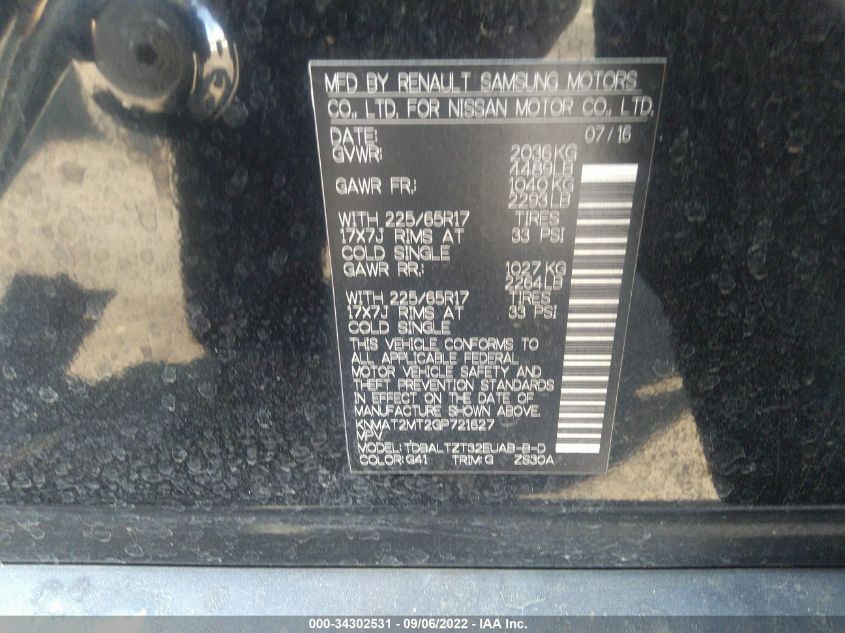 MFD BY RENAULT SAMSUNG MOTORS
CO., LTD. FOR NISSAN MOTOR CO., LTD.
DATE: 07/16
GVWR: 2036KG
4489LB
GAWR FR.: 1040 KG
2293LB
WITH 225/65R17 TIRES
17X7J RIMS AT 33 PSI
COLD SINGLE
GAWR RR.: 1027 KG
2264LB
WITH 225/65R17 TIRES
17X7J RIMS AT 33 PSI
COLD SINGLE
THIS VEHICLE CONFORMS TO
ALL APPLICABLE FEDERAL
MOTOR VEHICLE SAFETY AND
THEFT PREVENTION STANDARDS
IN EFFECT ON THE DATE OF
MANUFACTURE SHOWN ABOVE.
KNMAT2MT2GP721627
MPV
MODEL: TDBALTZT32EUAB-B-D
COLOR: G41 TRIM: G ZS30A
000-34302531 - 09/06/2022 - IAA Inc.